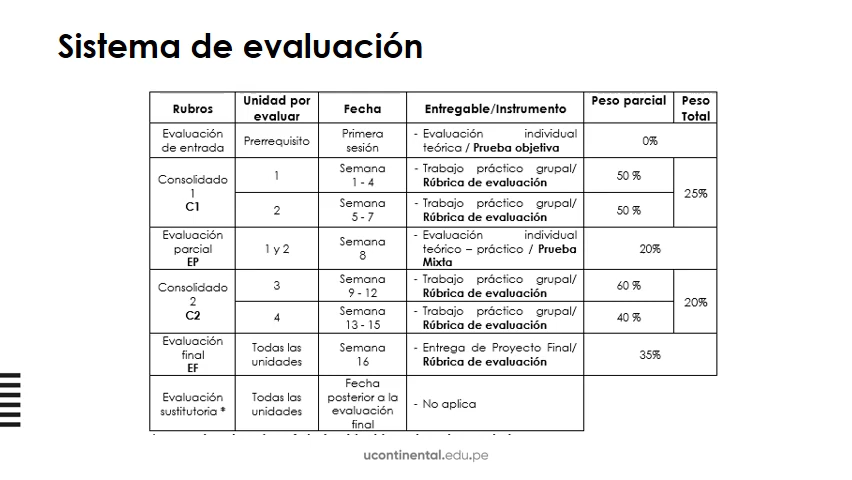 Sistema de evaluación
Rubros
Unidad por
evaluar
Fecha
Entregable/Instrumento
Peso parcial
Peso
Total
Evaluación
de entrada
Prerrequisito
Primera
sesión
- Evaluación individual
teórica / Prueba objetiva
0%
Consolidado
1
C1
1
Semana
1 - 4
- Trabajo práctico grupal/
Rúbrica de evaluación
50 %
25%
2
Semana
5 - 7
- Trabajo práctico grupal/
Rúbrica de evaluación
50 %
Evaluación
parcial
EP
1 y 2
Semana
8
- Evaluación individual
teórico – práctico / Prueba
Mixta
20%
Consolidado
2
C2
3
Semana
9 - 12
- Trabajo práctico grupal/
Rúbrica de evaluación
60 %
20%
4
Semana
13 - 15
- Trabajo práctico grupal/
Rúbrica de evaluación
40 %
Evaluación
final
EF
Todas las
unidades
Semana
16
- Entrega de Proyecto Final/
Rúbrica de evaluación
35%
Evaluación
sustitutoria *
Todas las
unidades
Fecha
posterior a la
evaluación
final
- No aplica
ucontinental.edu.pe